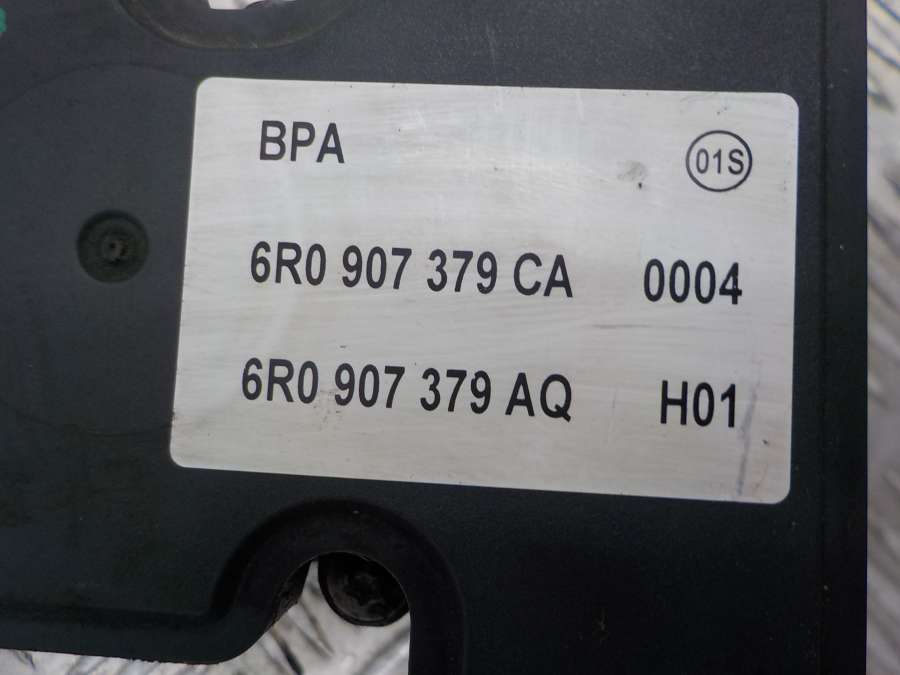 BPA 01S
6R0 907 379 CA 0004
6R0 907 379 AQ H01